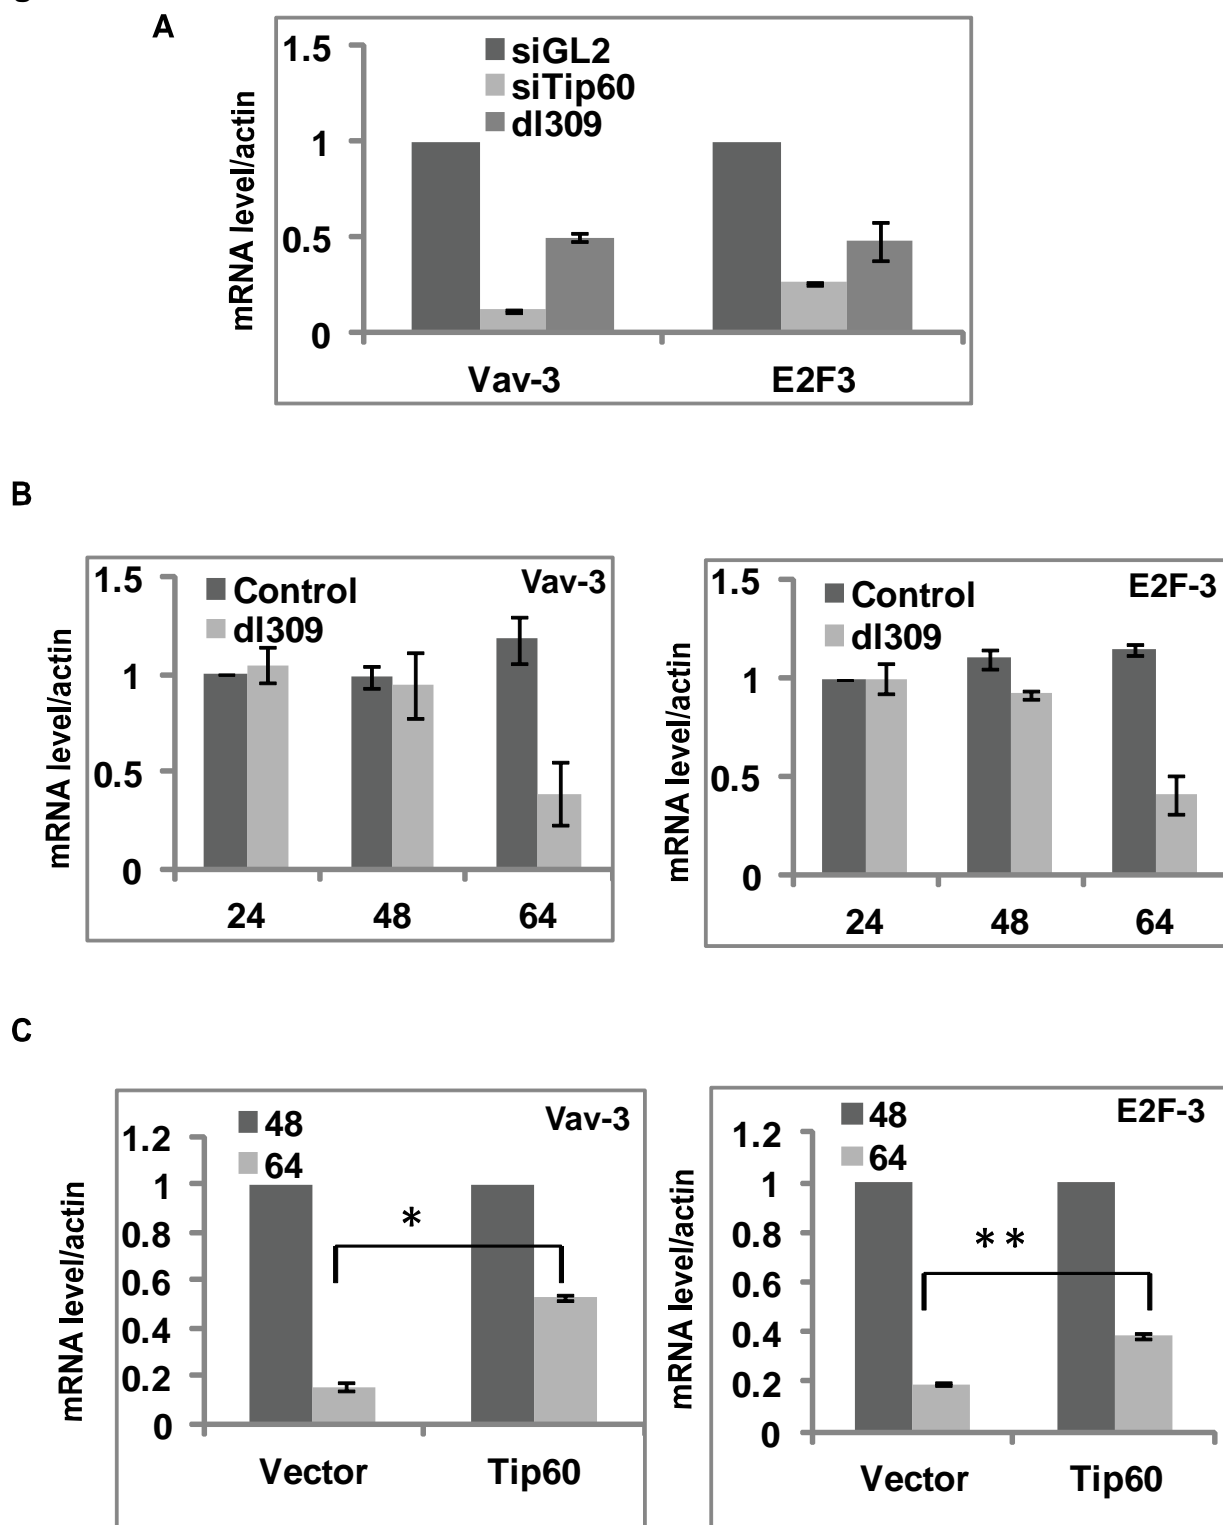 A
1.5
1
0.5
0
mRNA level/actin
siGL2
siTip60
dl309
Vav-3
E2F3
B
1.5
1
0.5
0
mRNA level/actin
Control
dl309
Vav-3
24
48
64
1.5
1
0.5
0
mRNA level/actin
Control
dl309
E2F-3
24
48
64
C
1.2
1
0.8
0.6
0.4
0.2
0
mRNA level/actin
48
64
Vav-3
*
Vector
Tip60
1.2
1
0.8
0.6
0.4
0.2
0
mRNA level/actin
48
64
E2F-3
**
Vector
Tip60